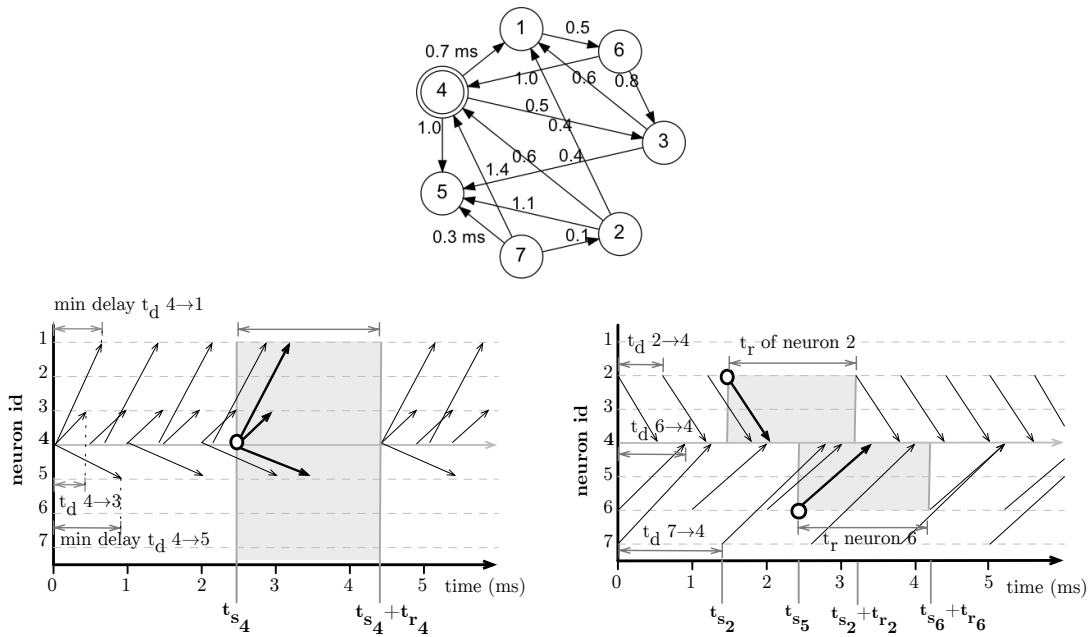 1
0.5
6
0.7 ms
1.0
0.6
0.8
4
0.5
1.0
0.4
3
0.6
0.4
1.4
5
1.1
0.3 ms
0.1
2
7
min delay t_d 4→1
1
2
3
4
5
6
7
neuron id
t_d 4→3
min delay t_d 4→5
0 1 2 3 4 5 time (ms)
t_s4 t_s4+t_r4
1
2
3
4
5
6
7
neuron id
t_d 2→4
t_r of neuron 2
t_d 6→4
t_d 7→4
t_r neuron 6
0 1 2 3 4 5 time (ms)
t_s2 t_s5 t_s2+t_r2 t_s6+t_r6